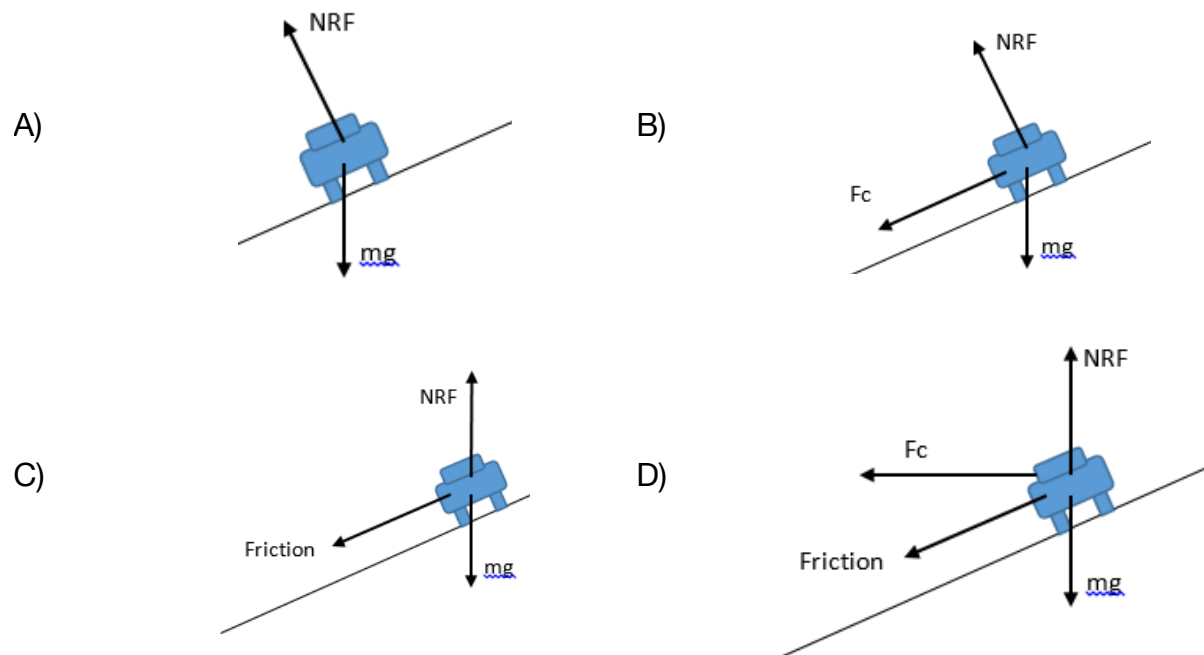 NRF
A)
mg
NRF
B)
Fc
mg
NRF
C)
Friction
mg
NRF
Fc
D)
Friction
mg